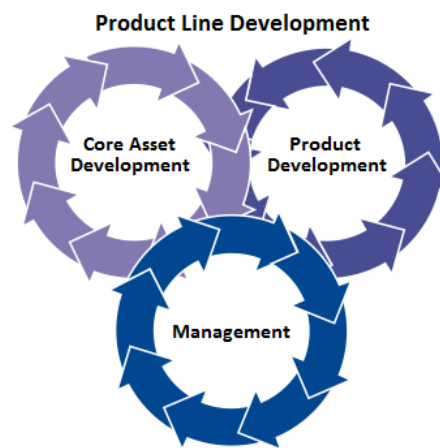 Product Line Development
Core Asset
Development
Product
Development
Management